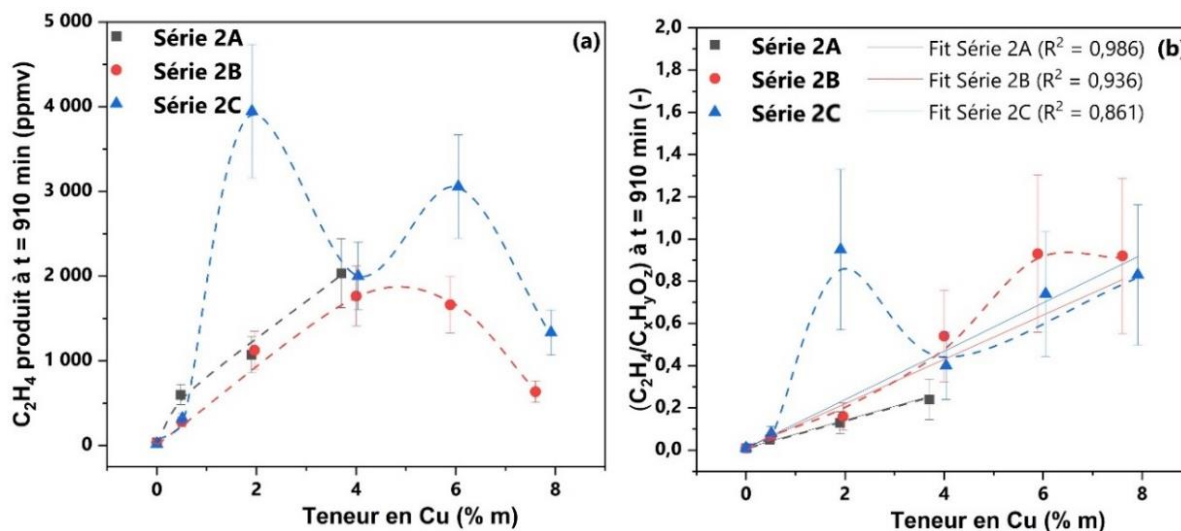 5 000
4 000
3 000
2 000
1 000
0
C₂H₄ produit à t = 910 min (ppmv)
Série 2A
Série 2B
Série 2C
(a)
0 2 4 6 8
Teneur en Cu (% m)
2,0
1,8
1,6
1,4
1,2
1,0
0,8
0,6
0,4
0,2
0,0
(C₂H₄/CₓHᵧO_z) à t = 910 min (-)
Série 2A Fit Série 2A (R² = 0,986) (b)
Série 2B Fit Série 2B (R² = 0,936)
Série 2C Fit Série 2C (R² = 0,861)
0 2 4 6 8
Teneur en Cu (% m)